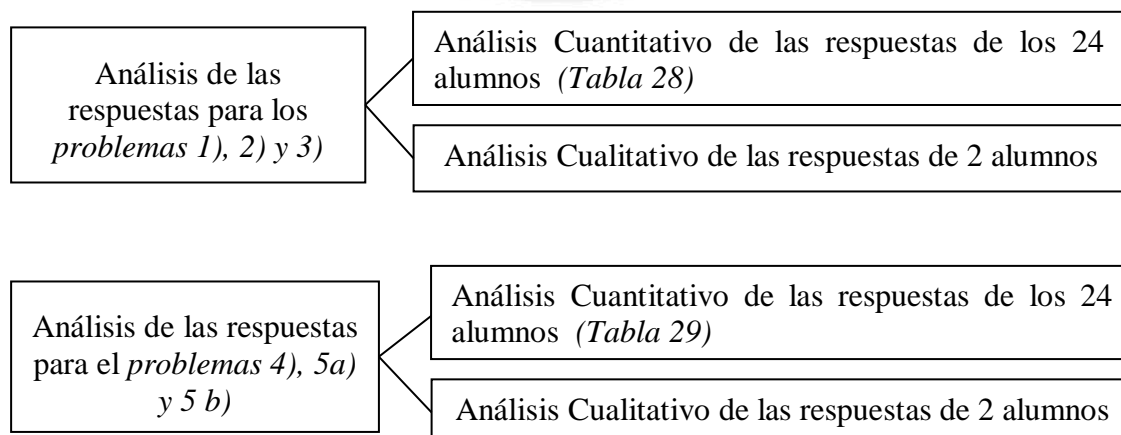 Análisis de las
respuestas para los
problemas 1), 2) y 3)
Análisis Cuantitativo de las respuestas de los 24
alumnos (Tabla 28)
Análisis Cualitativo de las respuestas de 2 alumnos
Análisis de las respuestas
para el problemas 4), 5a)
y 5 b)
Análisis Cuantitativo de las respuestas de los 24
alumnos (Tabla 29)
Análisis Cualitativo de las respuestas de 2 alumnos